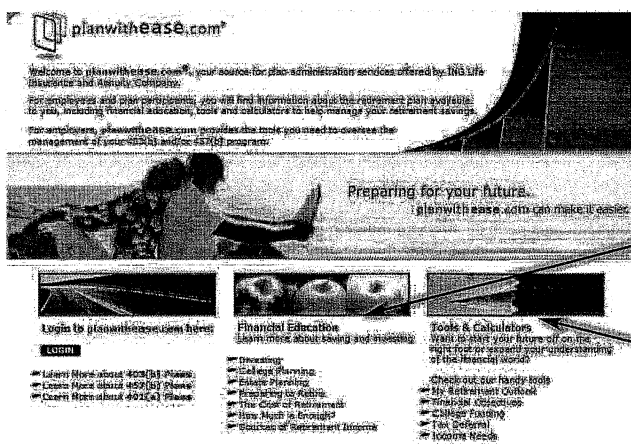 planwithease.com®
Welcome to planwithease.com®, your source for plan administration services offered by ING Life
Insurance and Annuity Company.
For employees and plan participants, you will find information about the retirement plan available
to you, including financial education, tools and calculators to help manage your retirement savings.
For employers, planwithease.com provides the tools you need to oversee the
management of your 403(b) and/or 457(b) program.
Preparing for your future.
planwithease.com can make it easier.
Login to planwithease.com here:
LOGIN
Learn More about 403(b) Plans
Learn More about 457(b) Plans
Learn More about 401(a) Plans
Financial Education
Learn more about saving and investing
Investing
College Planning
Estate Planning
Preparing to Retire
The Cost of Retirement
How Much is Enough?
Sources of Retirement Income
Tools & Calculators
Want to start your future off on the
right foot or expand your understanding
of the financial world?
Check out our handy tools
My Retirement Outlook
Financial Objectives
College Funding
Tax Deferral
Income Needs